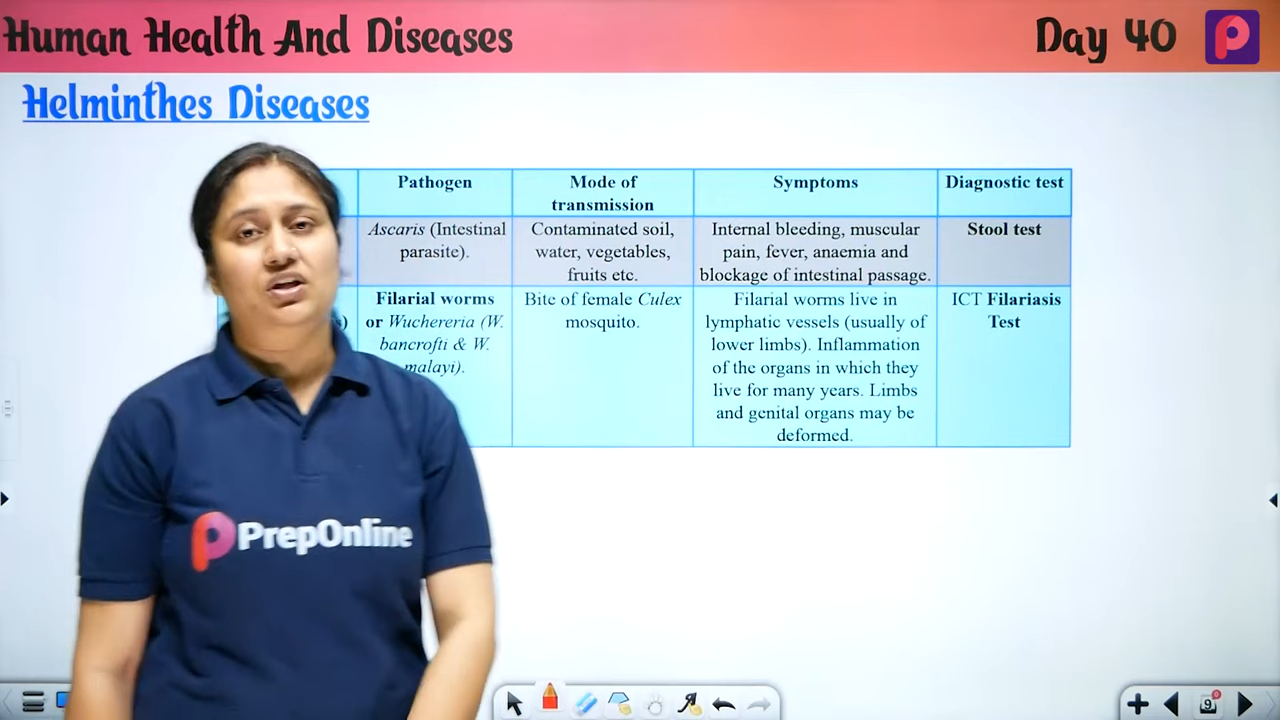 Human Health And Diseases
Day 40
Helminthes Diseases
Pathogen
Mode of
transmission
Symptoms
Diagnostic test
Ascaris (Intestinal
parasite).
Contaminated soil,
water, vegetables,
fruits etc.
Internal bleeding, muscular
pain, fever, anaemia and
blockage of intestinal passage.
Stool test
Filarial worms
or Wuchereria (W.
bancrofti & W.
malayi).
Bite of female Culex
mosquito.
Filarial worms live in
lymphatic vessels (usually of
lower limbs). Inflammation
of the organs in which they
live for many years. Limbs
and genital organs may be
deformed.
ICT Filariasis
Test
PrepOnline
9